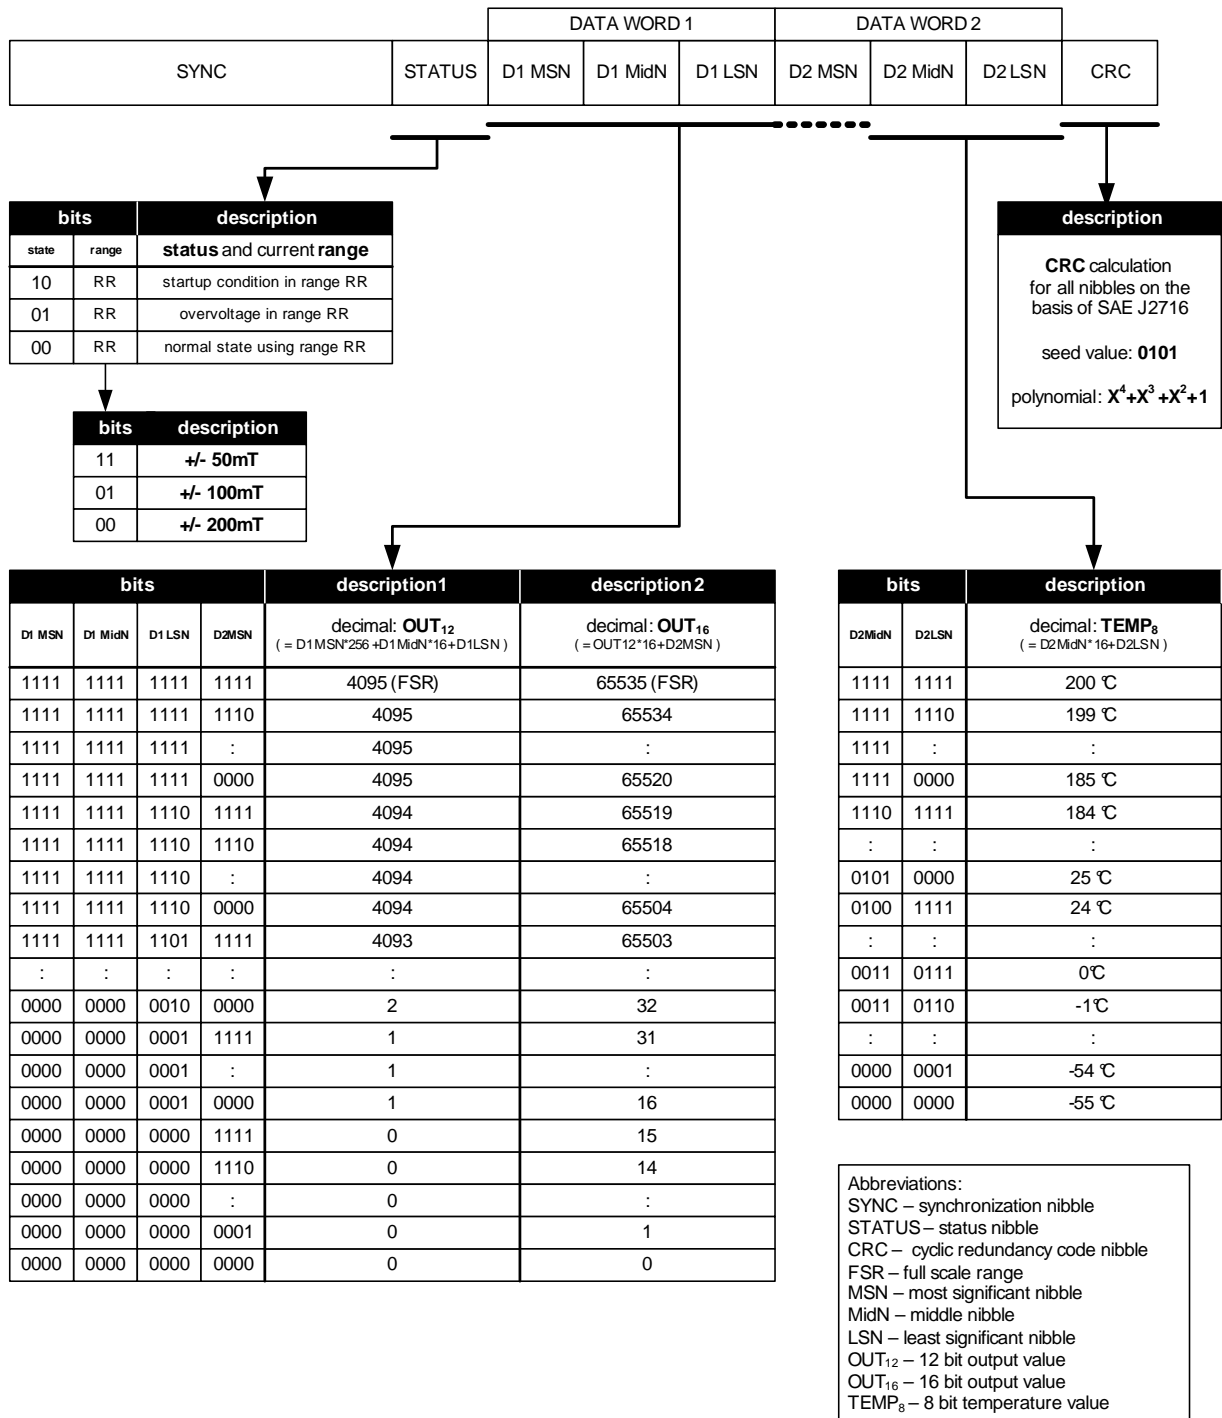 DATA WORD 1 DATA WORD 2
SYNC STATUS D1 MSN D1 MidN D1 LSN D2 MSN D2 MidN D2 LSN CRC
bits description
state range status and current range
10 RR startup condition in range RR
01 RR overvoltage in range RR
00 RR normal state using range RR
bits description
11 +/- 50mT
01 +/- 100mT
00 +/- 200mT
description
CRC calculation
for all nibbles on the
basis of SAE J2716
seed value: 0101
polynomial: X⁴+X³+X²+1
bits description1 description2
D1 MSN D1 MidN D1 LSN D2MSN decimal: OUT₁₂ decimal: OUT₁₆
( = D1MSN*256 +D1MidN*16+D1LSN ) ( =OUT12*16+D2MSN )
1111 1111 1111 1111 4095 (FSR) 65535 (FSR)
1111 1111 1111 1110 4095 65534
1111 1111 1111 : 4095 :
1111 1111 1111 0000 4095 65520
1111 1111 1110 1111 4094 65519
1111 1111 1110 1110 4094 65518
1111 1111 1110 : 4094 :
1111 1111 1110 0000 4094 65504
1111 1111 1101 1111 4093 65503
: : : : : :
0000 0000 0010 0000 2 32
0000 0000 0001 1111 1 31
0000 0000 0001 : 1 :
0000 0000 0001 0000 1 16
0000 0000 0000 1111 0 15
0000 0000 0000 1110 0 14
0000 0000 0000 : 0 :
0000 0000 0000 0001 0 1
0000 0000 0000 0000 0 0
bits description
D2MidN D2LSN decimal: TEMP₈
( = D2MidN*16+D2LSN )
1111 1111 200 °C
1111 1110 199 °C
1111 : :
1111 0000 185 °C
1110 1111 184 °C
: : :
0101 0000 25 °C
0100 1111 24 °C
: : :
0011 0111 0°C
0011 0110 -1°C
: : :
0000 0001 -54 °C
0000 0000 -55 °C
Abbreviations:
SYNC – synchronization nibble
STATUS – status nibble
CRC – cyclic redundancy code nibble
FSR – full scale range
MSN – most significant nibble
MidN – middle nibble
LSN – least significant nibble
OUT₁₂ – 12 bit output value
OUT₁₆ – 16 bit output value
TEMP₈ – 8 bit temperature value